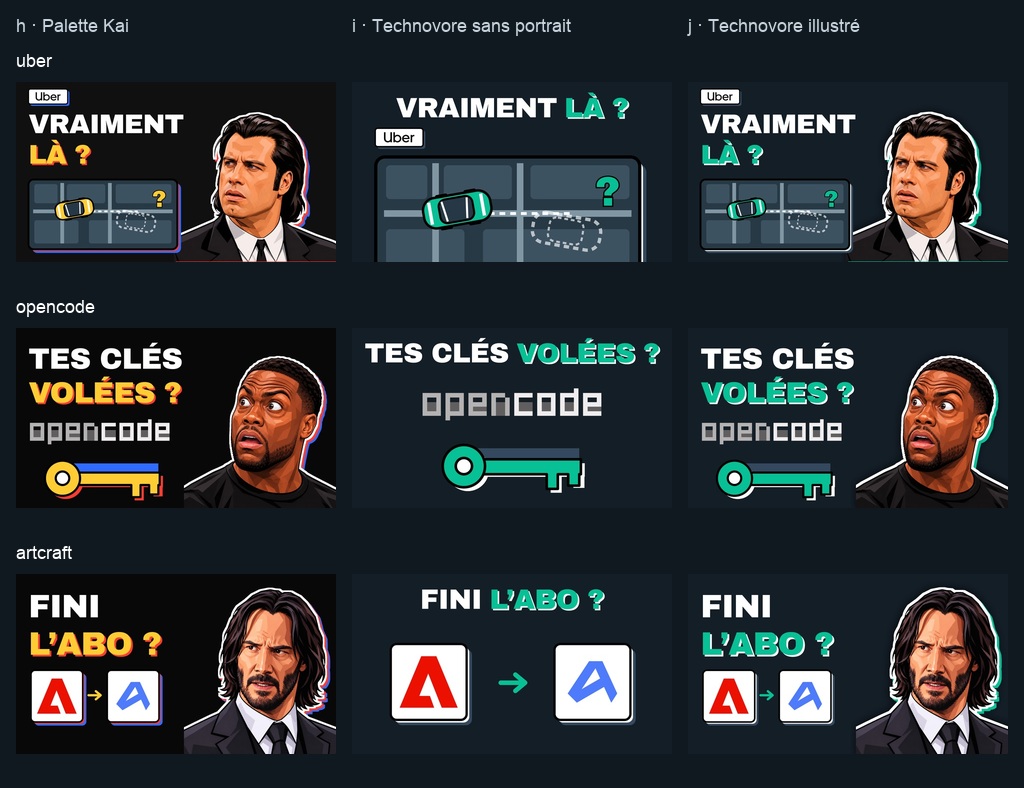 h · Palette Kai
i · Technovore sans portrait
j · Technovore illustré
uber
Uber
VRAIMENT
LÀ ?
?
VRAIMENT LÀ ?
Uber
?
Uber
VRAIMENT
LÀ ?
?
opencode
TES CLÉS
VOLÉES ?
opencode
TES CLÉS VOLÉES ?
opencode
TES CLÉS
VOLÉES ?
opencode
artcraft
FINI
L’ABO ?
FINI L’ABO ?
FINI
L’ABO ?